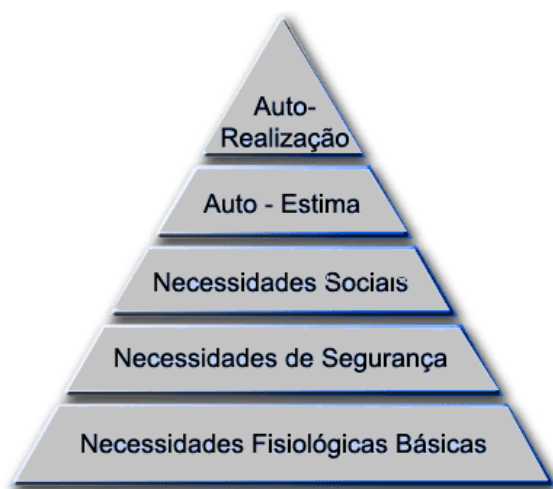 Auto-
Realização
Auto - Estima
Necessidades Sociais
Necessidades de Segurança
Necessidades Fisiológicas Básicas